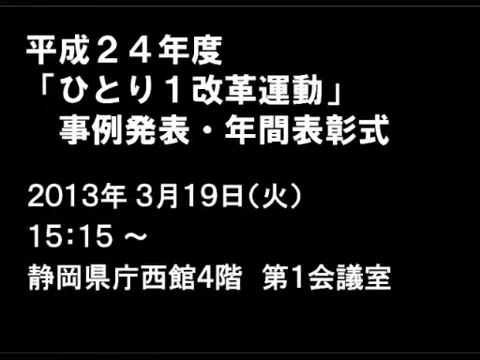 平成２４年度
「ひとり１改革運動」
事例発表・年間表彰式
2013年 3月19日(火)
15:15 ～
静岡県庁西館4階 第1会議室